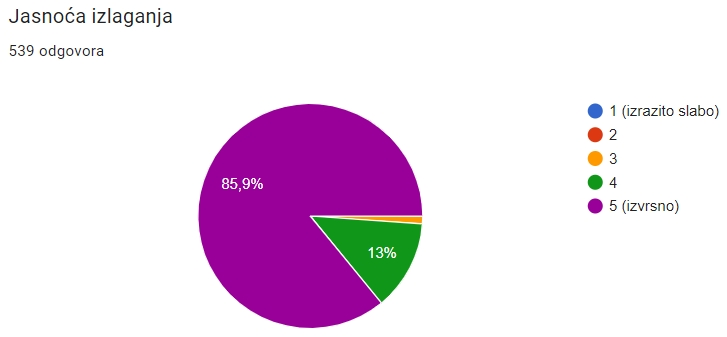 Jasnoća izlaganja
539 odgovora
85,9%
13%
1 (izrazito slabo)
2
3
4
5 (izvrsno)